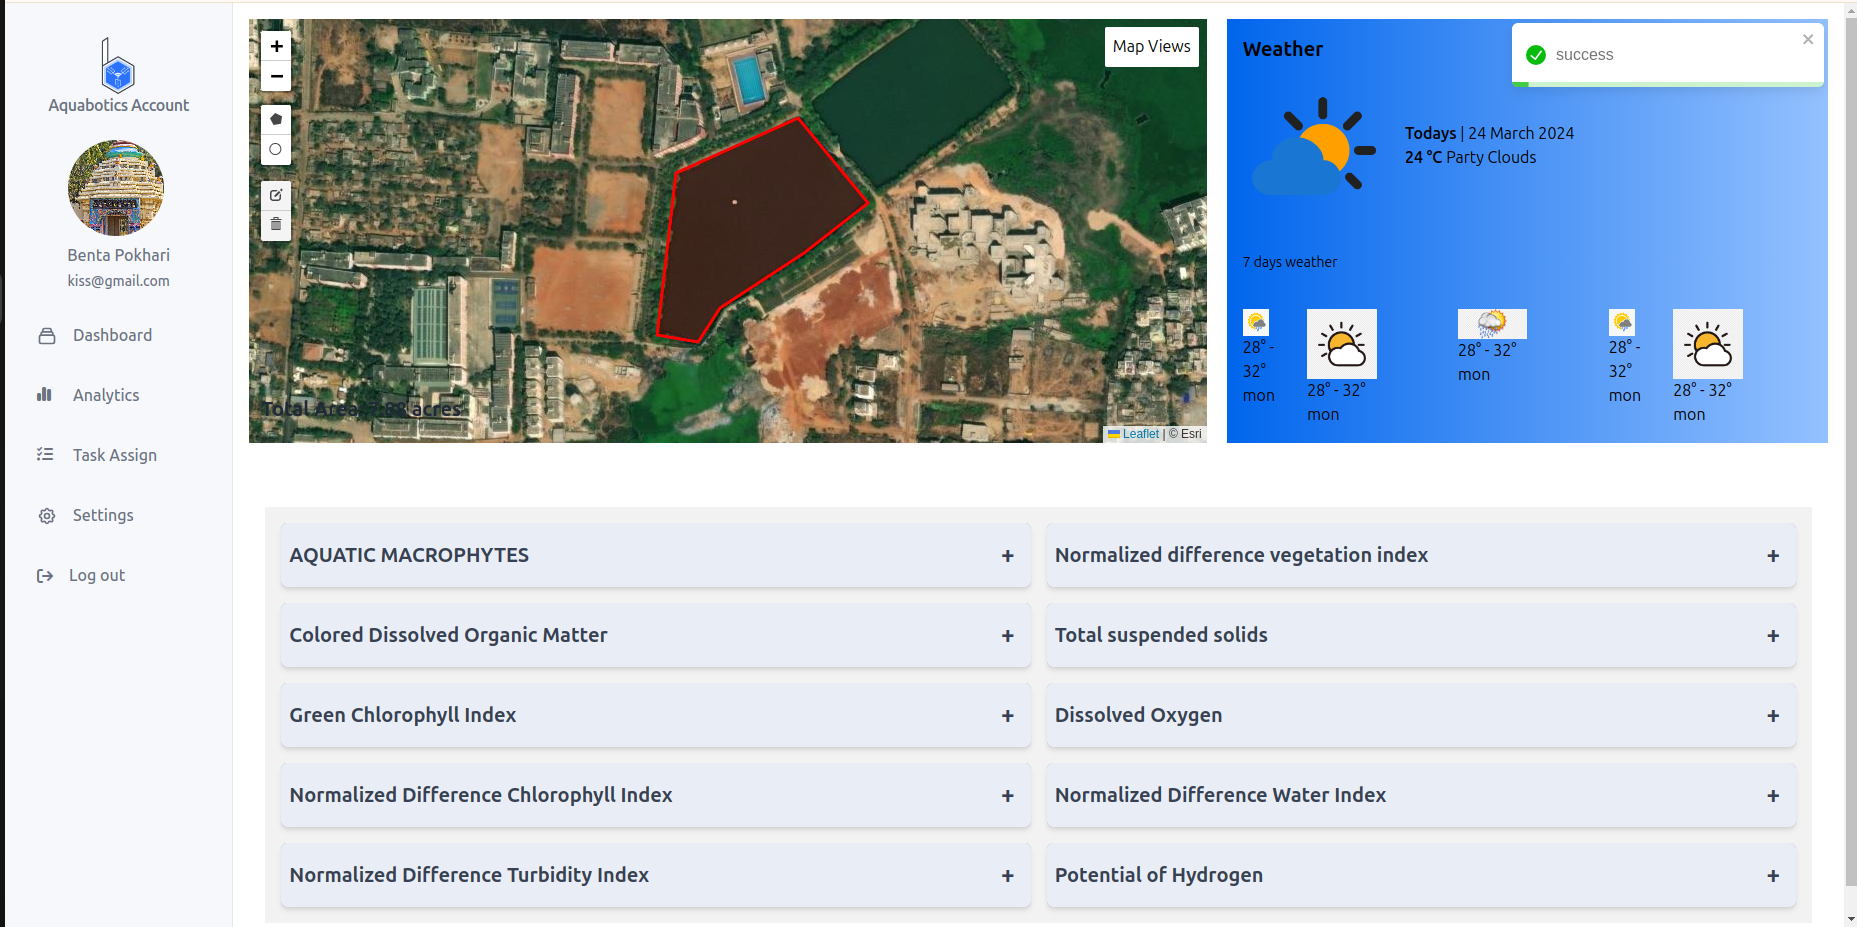 Aquabotics Account
Benta Pokhari
kiss@gmail.com
Dashboard
Analytics
Task Assign
Settings
Log out
+
−
Map Views
Total Area: acres
Leaflet | © Esri
Weather
success
Todays | 24 March 2024
24 °C Party Clouds
7 days weather
28° -
32°
mon
28° - 32°
mon
28° - 32°
mon
28° -
32°
mon
28° - 32°
mon
AQUATIC MACROPHYTES +
Normalized difference vegetation index +
Colored Dissolved Organic Matter +
Total suspended solids +
Green Chlorophyll Index +
Dissolved Oxygen +
Normalized Difference Chlorophyll Index +
Normalized Difference Water Index +
Normalized Difference Turbidity Index +
Potential of Hydrogen +